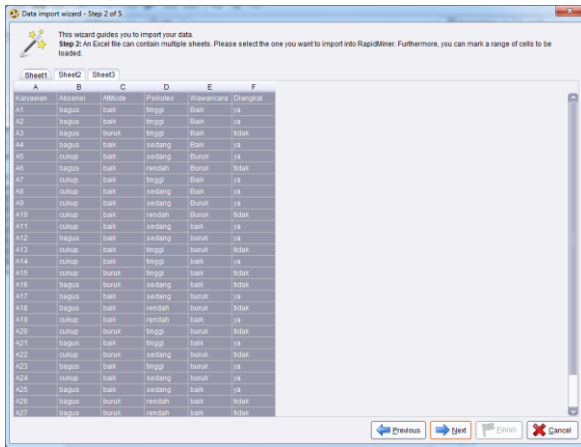 Data import wizard - Step 2 of 5
This wizard guides you to import your data.
Step 2: An Excel file can contain multiple sheets. Please select the one you want to import into RapidMiner. Furthermore, you can mark a range of cells to be
loaded.
Sheet1 Sheet2 Sheet3
A B C D E F
Karyawan Absensi Attitude Psikotes Wawancara Diangkat
A1 bagus baik tinggi Baik ya
A2 bagus baik tinggi Baik ya
A3 bagus buruk tinggi Baik tidak
A4 bagus baik sedang Baik ya
A5 cukup baik sedang Buruk ya
A6 bagus baik rendah Buruk tidak
A7 cukup baik tinggi Baik ya
A8 cukup baik sedang Baik ya
A9 cukup baik sedang Buruk ya
A10 cukup baik rendah Buruk tidak
A11 cukup baik sedang baik ya
A12 bagus baik sedang buruk ya
A13 cukup buruk tinggi baik tidak
A14 cukup baik tinggi baik ya
A15 cukup buruk tinggi baik tidak
A16 bagus buruk sedang baik tidak
A17 bagus baik sedang buruk ya
A18 bagus baik rendah buruk tidak
A19 cukup baik rendah baik ya
A20 cukup buruk tinggi buruk tidak
A21 bagus baik tinggi baik ya
A22 cukup buruk sedang buruk tidak
A23 bagus baik tinggi buruk ya
A24 cukup baik sedang buruk ya
A25 bagus baik sedang baik ya
A26 bagus buruk rendah baik tidak
A27 bagus buruk rendah baik tidak
Previous Next Finish Cancel